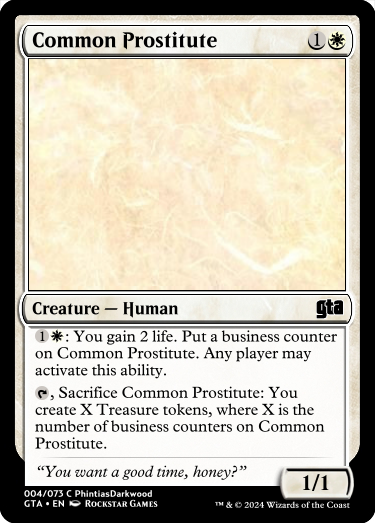 Common Prostitute 1
Creature — Human gta
1: You gain 2 life. Put a business counter
on Common Prostitute. Any player may
activate this ability.
, Sacrifice Common Prostitute: You
create X Treasure tokens, where X is the
number of business counters on Common
Prostitute.
“You want a good time, honey?”
1/1
004/073 C PhintiasDarkwood
GTA • EN Rockstar Games
™ & © 2024 Wizards of the Coast